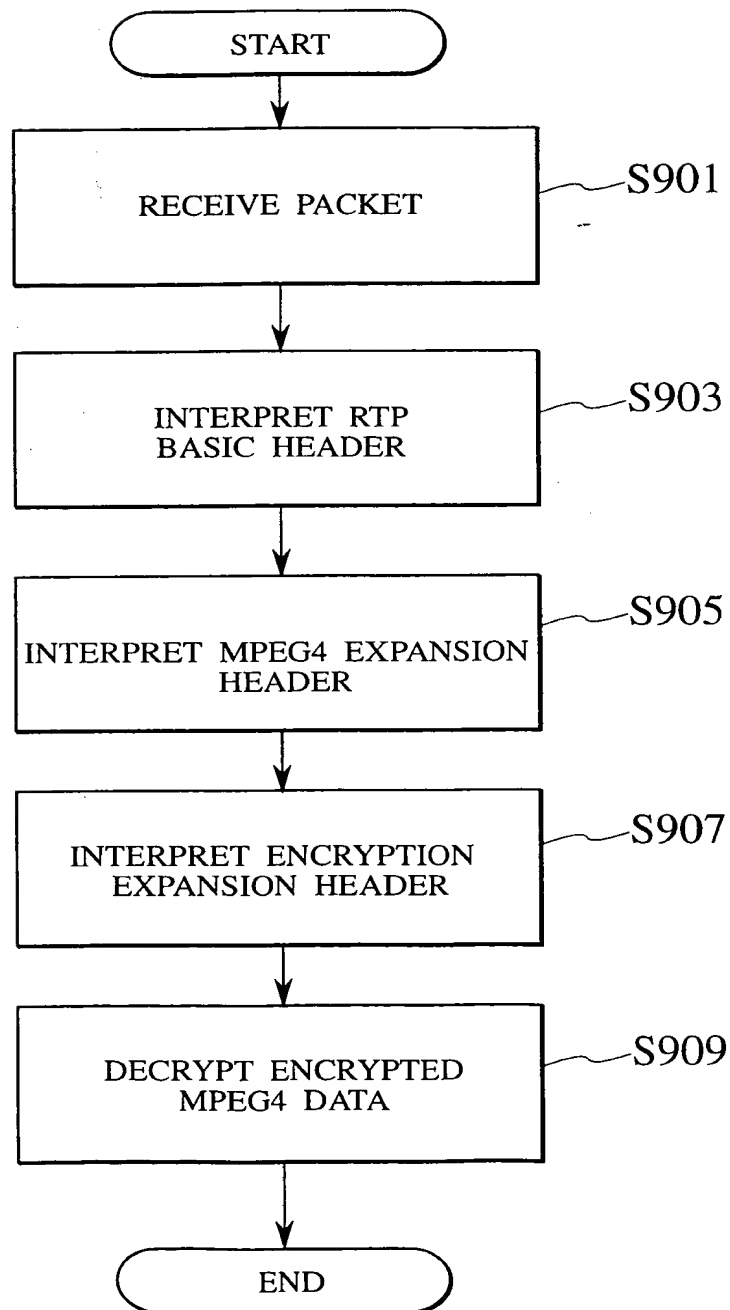 START
RECEIVE PACKET
S901
INTERPRET RTP
BASIC HEADER
S903
INTERPRET MPEG4 EXPANSION
HEADER
S905
INTERPRET ENCRYPTION
EXPANSION HEADER
S907
DECRYPT ENCRYPTED
MPEG4 DATA
S909
END